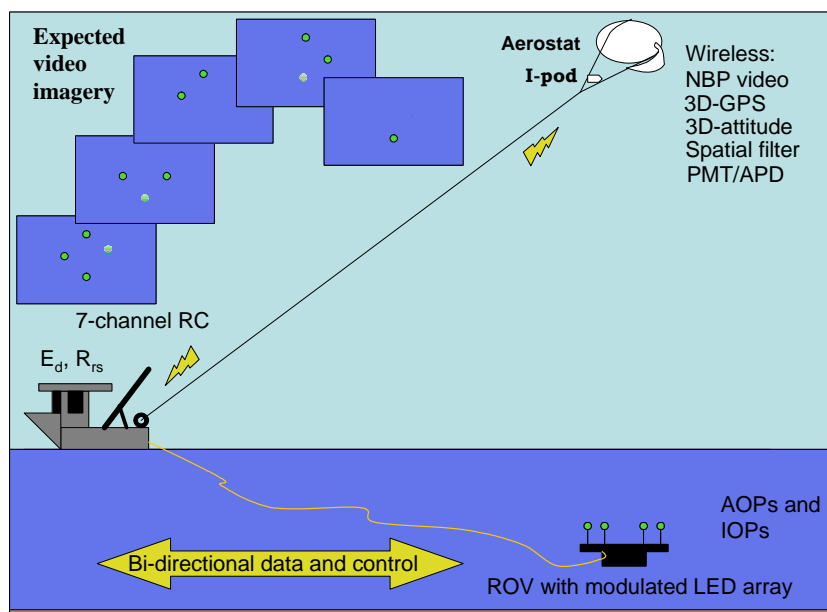 Expected
video
imagery
Aerostat
I-pod
Wireless:
NBP video
3D-GPS
3D-attitude
Spatial filter
PMT/APD
7-channel RC
Ed, Rrs
AOPs and
IOPs
Bi-directional data and control
ROV with modulated LED array